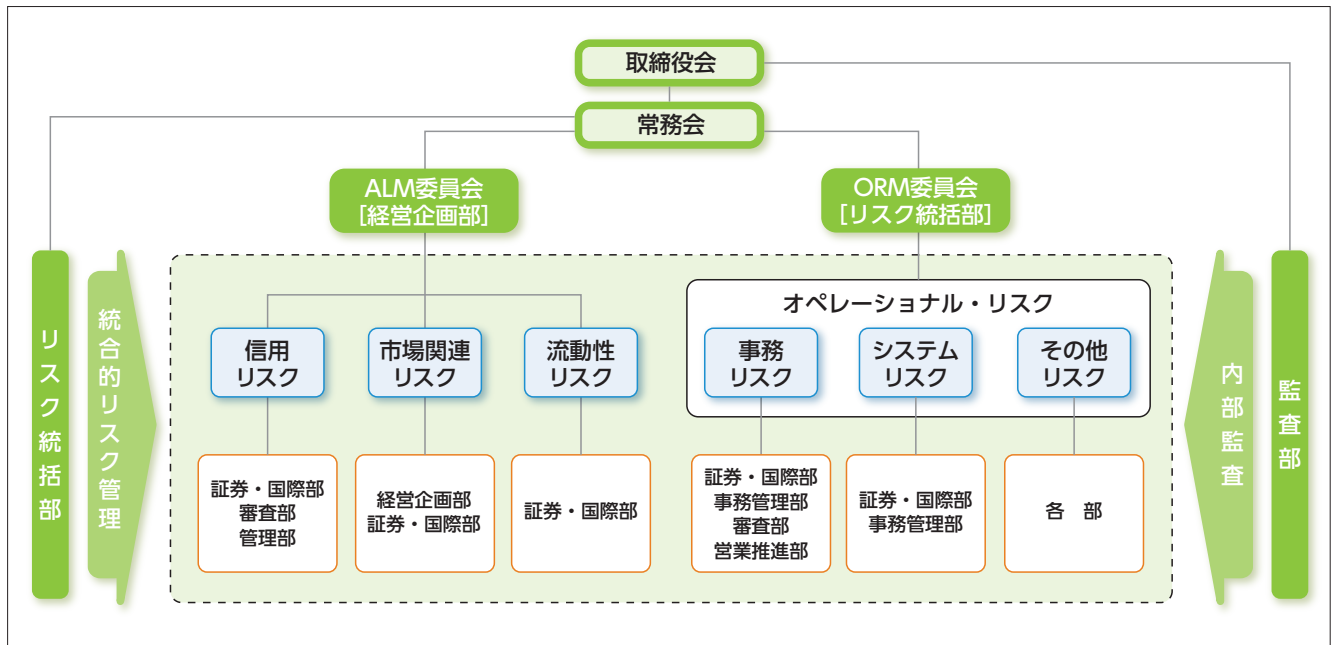 取締役会
常務会
ALM委員会
[経営企画部]
ORM委員会
[リスク統括部]
リスク統括部
統合的リスク管理
オペレーショナル・リスク
信用
リスク
市場関連
リスク
流動性
リスク
事務
リスク
システム
リスク
その他
リスク
証券・国際部
審査部
管理部
経営企画部
証券・国際部
証券・国際部
証券・国際部
事務管理部
審査部
営業推進部
証券・国際部
事務管理部
各　部
内部監査
監査部